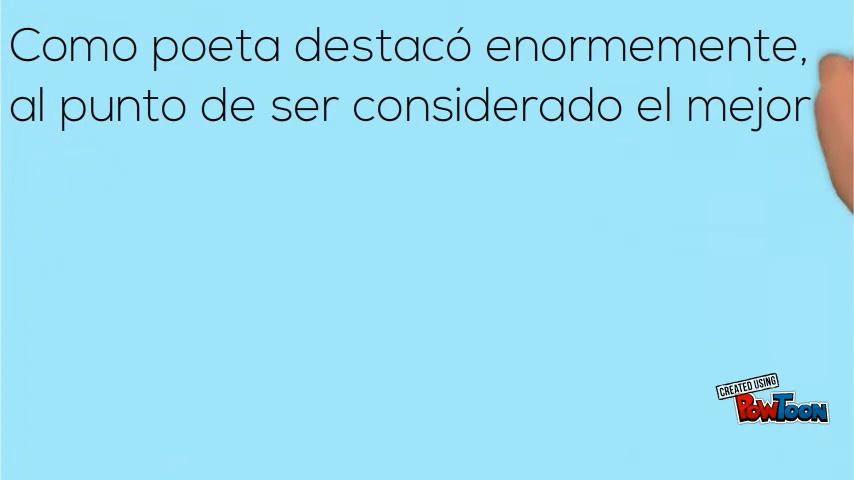 Como poeta destacó enormemente,
al punto de ser considerado el mejor
CREATED USING
POWTOON